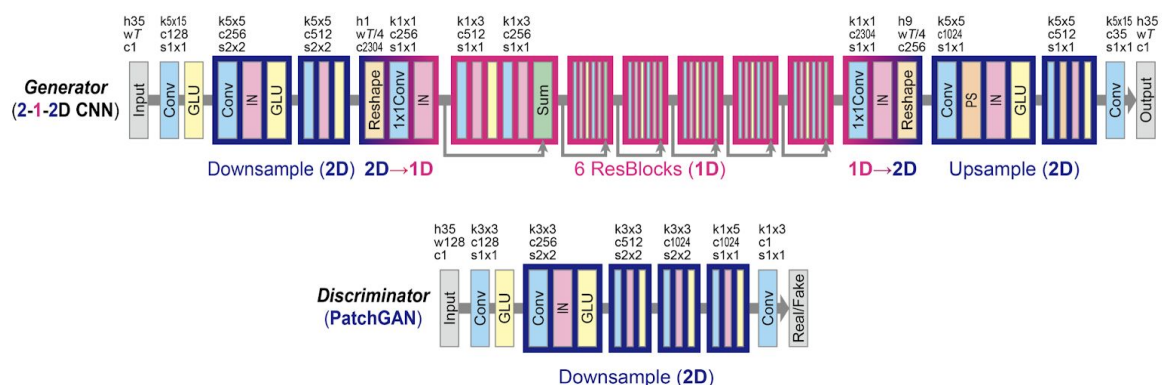 h35
wT
c1
k5x15
c128
s1x1
k5x5
c256
s2x2
k5x5
c512
s2x2
h1
wT/4
c2304
k1x1
c256
s1x1
k1x3
c512
s1x1
k1x3
c256
s1x1
k1x1
c2304
s1x1
h9
wT/4
c256
k5x5
c1024
s1x1
k5x5
c512
s1x1
k5x15
c35
s1x1
h35
wT
c1
Generator
(2-1-2D CNN)
Input
Conv
GLU
Conv
IN
GLU
Reshape
1x1Conv
IN
Sum
1x1Conv
IN
Reshape
Conv
PS
IN
GLU
Conv
Output
Downsample (2D)
2D→1D
6 ResBlocks (1D)
1D→2D
Upsample (2D)
h35
w128
c1
k3x3
c128
s1x1
k3x3
c256
s2x2
k3x3
c512
s2x2
k3x3
c1024
s2x2
k1x5
c1024
s1x1
k1x3
c1
s1x1
Discriminator
(PatchGAN)
Input
Conv
GLU
Conv
IN
GLU
Conv
Real/Fake
Downsample (2D)